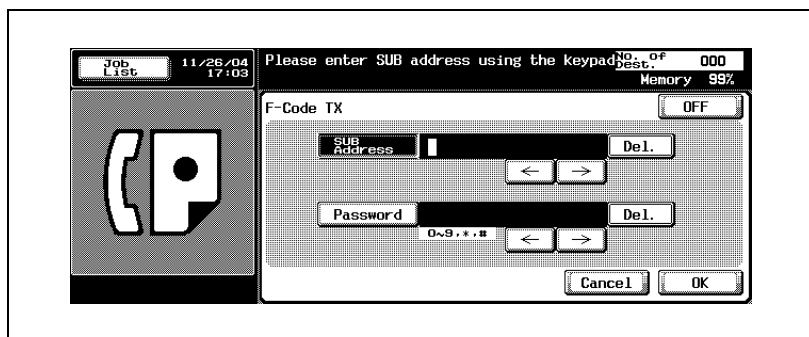 Job List
11/26/04
17:03
Please enter SUB address using the keypad
No. of Dest. 000
Memory 99%
F-Code TX
OFF
SUB Address
Del.
← →
Password
Del.
0~9,*,#
← →
Cancel
OK